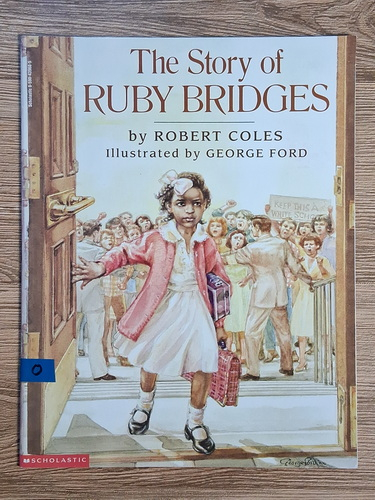 The Story of
RUBY BRIDGES
by ROBERT COLES
Illustrated by GEORGE FORD
O
SCHOLASTIC